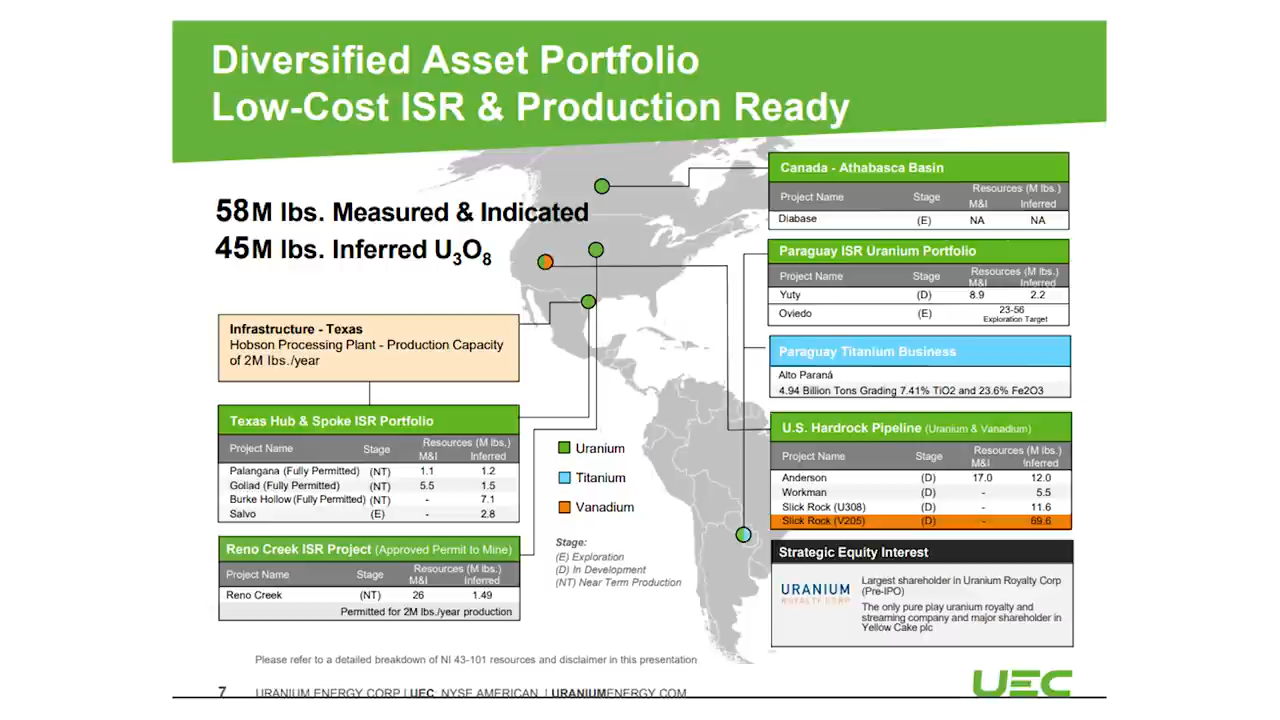 Diversified Asset Portfolio
Low-Cost ISR & Production Ready
58M lbs. Measured & Indicated
45M lbs. Inferred U3O8
Infrastructure - Texas
Hobson Processing Plant - Production Capacity
of 2M lbs./year
Texas Hub & Spoke ISR Portfolio
Project Name Stage Resources (M lbs.)
M&I Inferred
Palangana (Fully Permitted) (NT) 1.1 1.2
Goliad (Fully Permitted) (NT) 5.5 1.5
Burke Hollow (Fully Permitted) (NT) - 7.1
Salvo (E) - 2.8
Reno Creek ISR Project (Approved Permit to Mine)
Project Name Stage Resources (M lbs.)
M&I Inferred
Reno Creek (NT) 26 1.49
Permitted for 2M lbs./year production
Uranium
Titanium
Vanadium
Stage:
(E) Exploration
(D) In Development
(NT) Near Term Production
Canada - Athabasca Basin
Project Name Stage Resources (M lbs.)
M&I Inferred
Diabase (E) NA NA
Paraguay ISR Uranium Portfolio
Project Name Stage Resources (M lbs.)
M&I Inferred
Yuty (D) 8.9 2.2
Oviedo (E) 23-56
Exploration Target
Paraguay Titanium Business
Alto Paraná
4.94 Billion Tons Grading 7.41% TiO2 and 23.6% Fe2O3
U.S. Hardrock Pipeline (Uranium & Vanadium)
Project Name Stage Resources (M lbs.)
M&I Inferred
Anderson (D) 17.0 12.0
Workman (D) - 5.5
Slick Rock (U308) (D) - 11.6
Slick Rock (V205) (D) - 69.6
Strategic Equity Interest
URANIUM
ROYALTY CORP
Largest shareholder in Uranium Royalty Corp
(Pre-IPO)
The only pure play uranium royalty and
streaming company and major shareholder in
Yellow Cake plc
Please refer to a detailed breakdown of NI 43-101 resources and disclaimer in this presentation
7 URANIUM ENERGY CORP | UEC: NYSE AMERICAN | URANIUMENERGY.COM
UEC